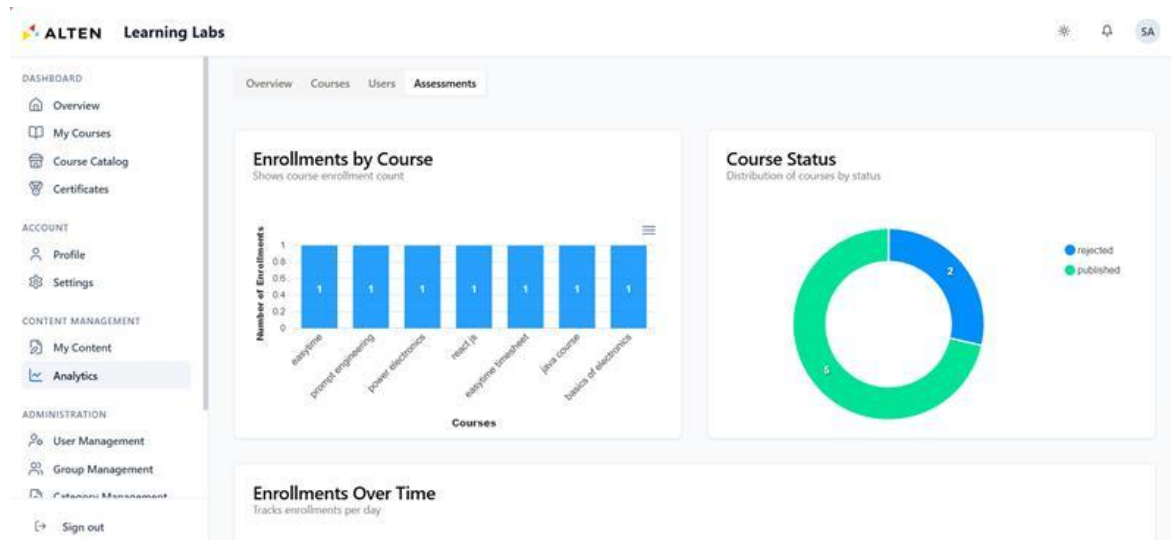 ALTEN Learning Labs
SA
DASHBOARD
Overview
My Courses
Course Catalog
Certificates
ACCOUNT
Profile
Settings
CONTENT MANAGEMENT
My Content
Analytics
ADMINISTRATION
User Management
Group Management
Category Management
Sign out
Overview Courses Users Assessments
Enrollments by Course
Shows course enrollment count
Number of Enrollments
1
0.8
0.6
0.4
0.2
0
1 1 1 1 1 1 1
easytime
prompt engineering
power electronics
react js
easytime timesheet
java course
basics of electronics
Courses
Course Status
Distribution of courses by status
2
5
rejected
published
Enrollments Over Time
Tracks enrollments per day